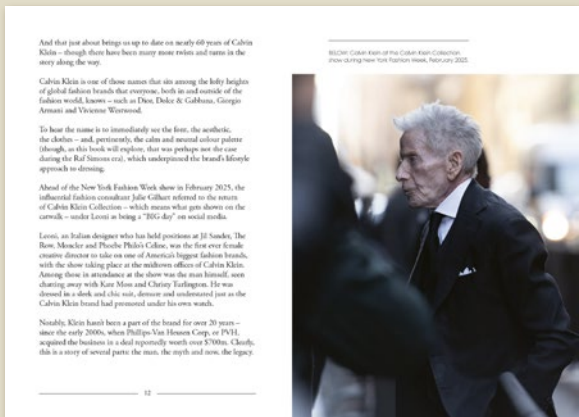 And that just about brings us up to date on nearly 60 years of Calvin
Klein – though there have been many more twists and turns in the
story along the way.
Calvin Klein is one of those names that sits among the lofty heights
of global fashion brands that everyone, both in and outside of the
fashion world, knows – such as Dior, Dolce & Gabbana, Giorgio
Armani and Vivienne Westwood.
To hear the name is to immediately see the font, the aesthetic,
the clothes – and, pertinently, the calm and neutral colour palette
(though, as this book will explore, that was perhaps not the case
during the Raf Simons era), which underpinned the brand's lifestyle
approach to dressing.
Ahead of the New York Fashion Week show in February 2025, the
influential fashion consultant Julie Gilhart referred to the return
of Calvin Klein Collection – which means what gets shown on the
catwalk – under Leoni as being a "BIG day" on social media.
Leoni, an Italian designer who has held positions at Jil Sander, The
Row, Moncler and Phoebe Philo's Celine, was the first ever female
creative director to take on one of America's biggest fashion brands,
with the show taking place at the midtown offices of Calvin Klein.
Among those in attendance at the show was the man himself, seen
chatting away with Kate Moss and Christy Turlington. He was
dressed in a sleek and chic suit, demure and understated just as the
Calvin Klein brand had promoted under his own watch.
Notably, Klein hasn't been a part of the brand for over 20 years –
since the early 2000s, when Phillips-Van Heusen Corp, or PVH,
acquired the business in a deal reportedly worth over $700m. Clearly,
this is a story of several parts: the man, the myth and now, the legacy.
12
BELOW: Calvin Klein at the Calvin Klein Collection
show during New York Fashion Week, February 2025.